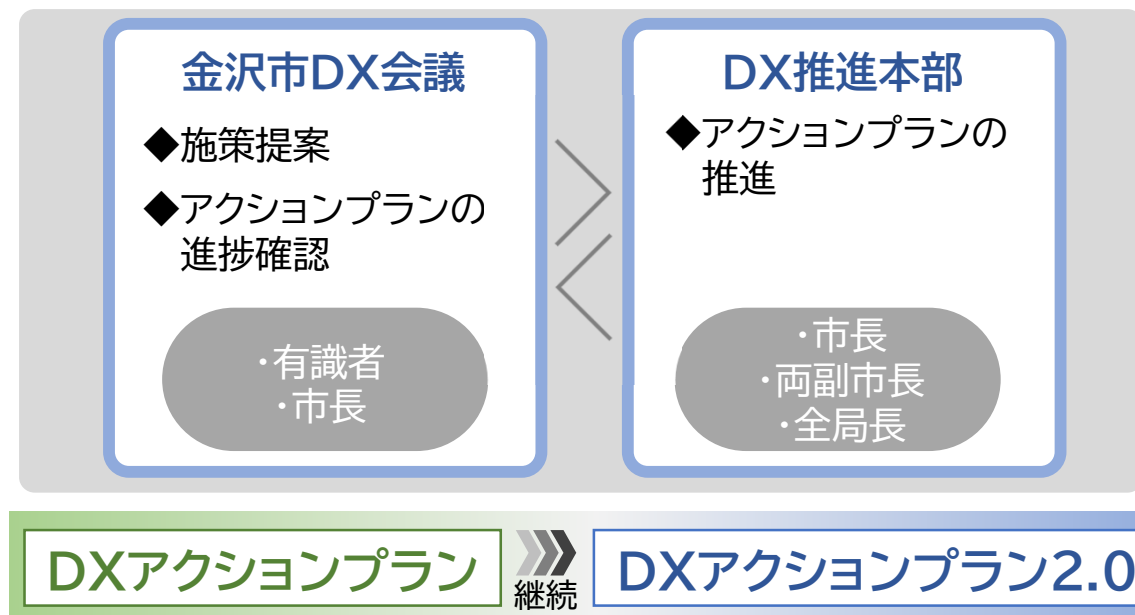 金沢市DX会議
◆施策提案
◆アクションプランの
進捗確認
・有識者
・市長
DX推進本部
◆アクションプランの
推進
・市長
・両副市長
・全局長
DXアクションプラン
継続
DXアクションプラン2.0